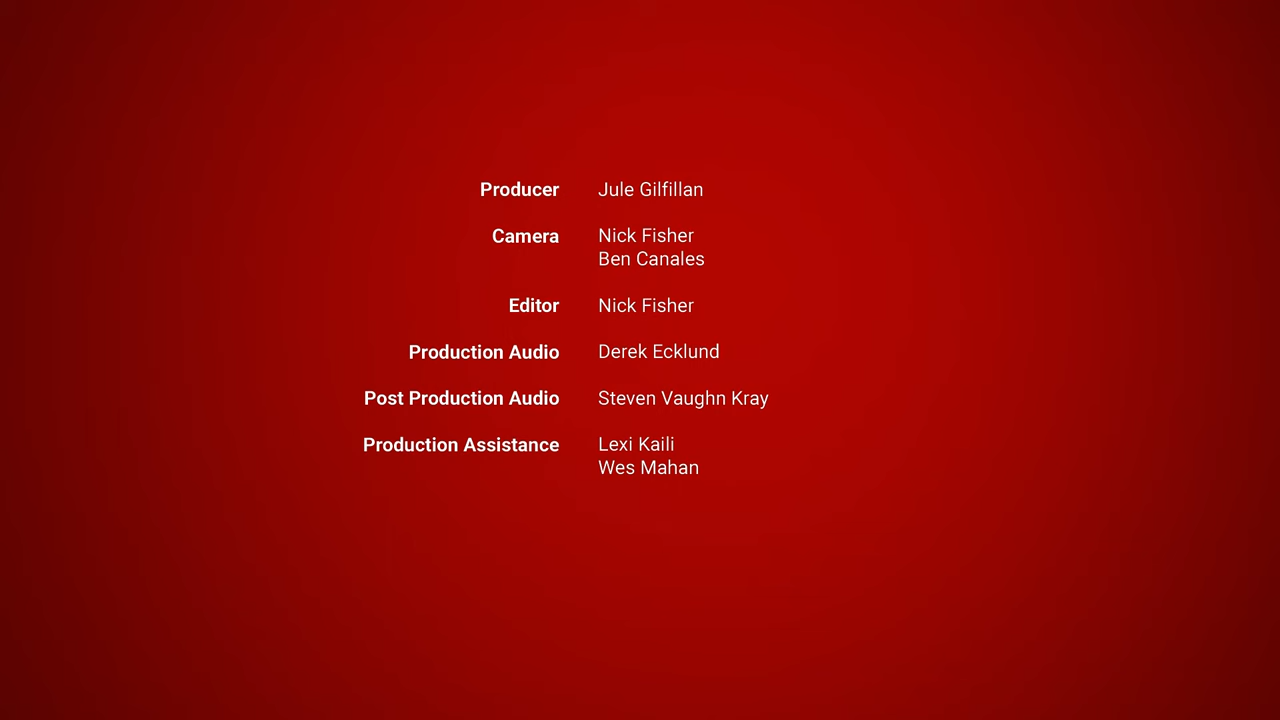 Producer Jule Gilfillan
Camera Nick Fisher
Ben Canales
Editor Nick Fisher
Production Audio Derek Ecklund
Post Production Audio Steven Vaughn Kray
Production Assistance Lexi Kaili
Wes Mahan